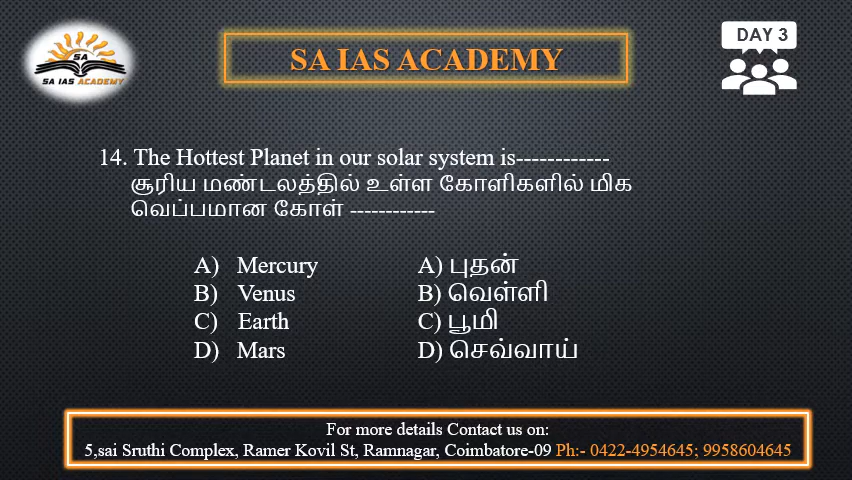 SA
SA IAS ACADEMY
SA IAS ACADEMY
DAY 3
14. The Hottest Planet in our solar system is------------
சூரிய மண்டலத்தில் உள்ள கோளிகளில் மிக
வெப்பமான கோள் ------------
A) Mercury A) புதன்
B) Venus B) வெள்ளி
C) Earth C) பூமி
D) Mars D) செவ்வாய்
For more details Contact us on:
5,sai Sruthi Complex, Ramer Kovil St, Ramnagar, Coimbatore-09 Ph:- 0422-4954645; 9958604645